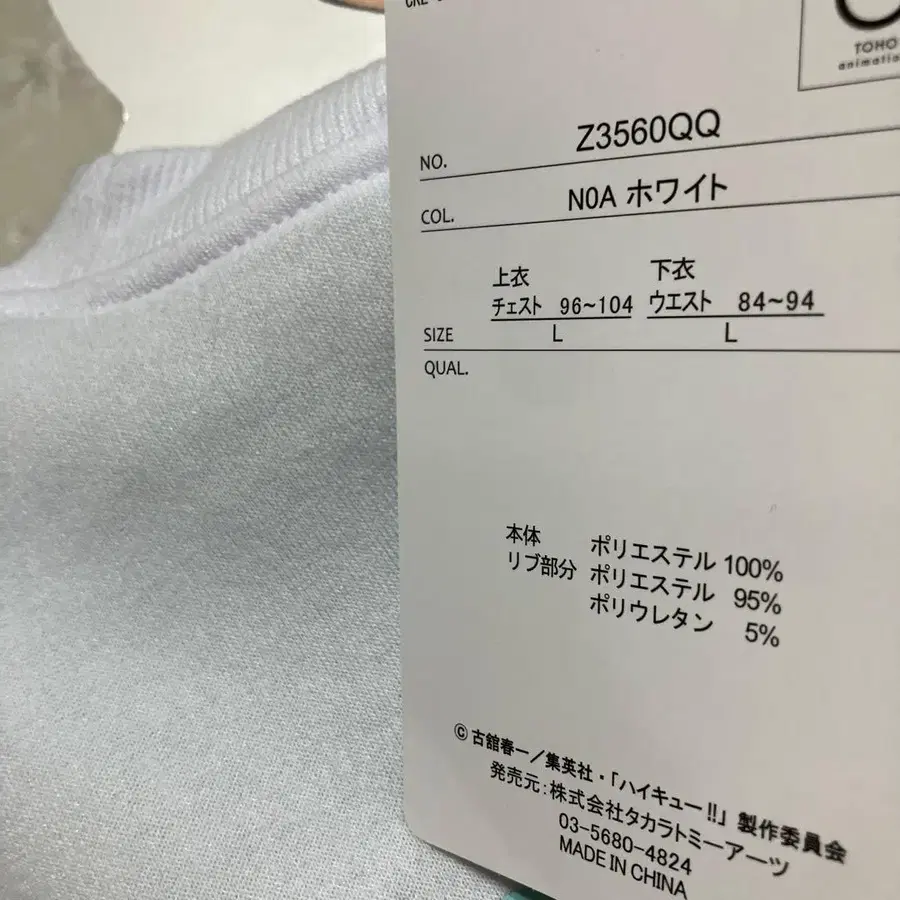 TOHO
animation
NO. Z3560QQ
COL. N0A ホワイト
上衣 下衣
チェスト 96~104 ウエスト 84~94
SIZE L L
QUAL.
本体 ポリエステル 100%
リブ部分 ポリエステル 95%
ポリウレタン 5%
© 古舘春一／集英社・「ハイキュー!!」製作委員会
発売元：株式会社タカラトミーアーツ
03-5680-4824
MADE IN CHINA